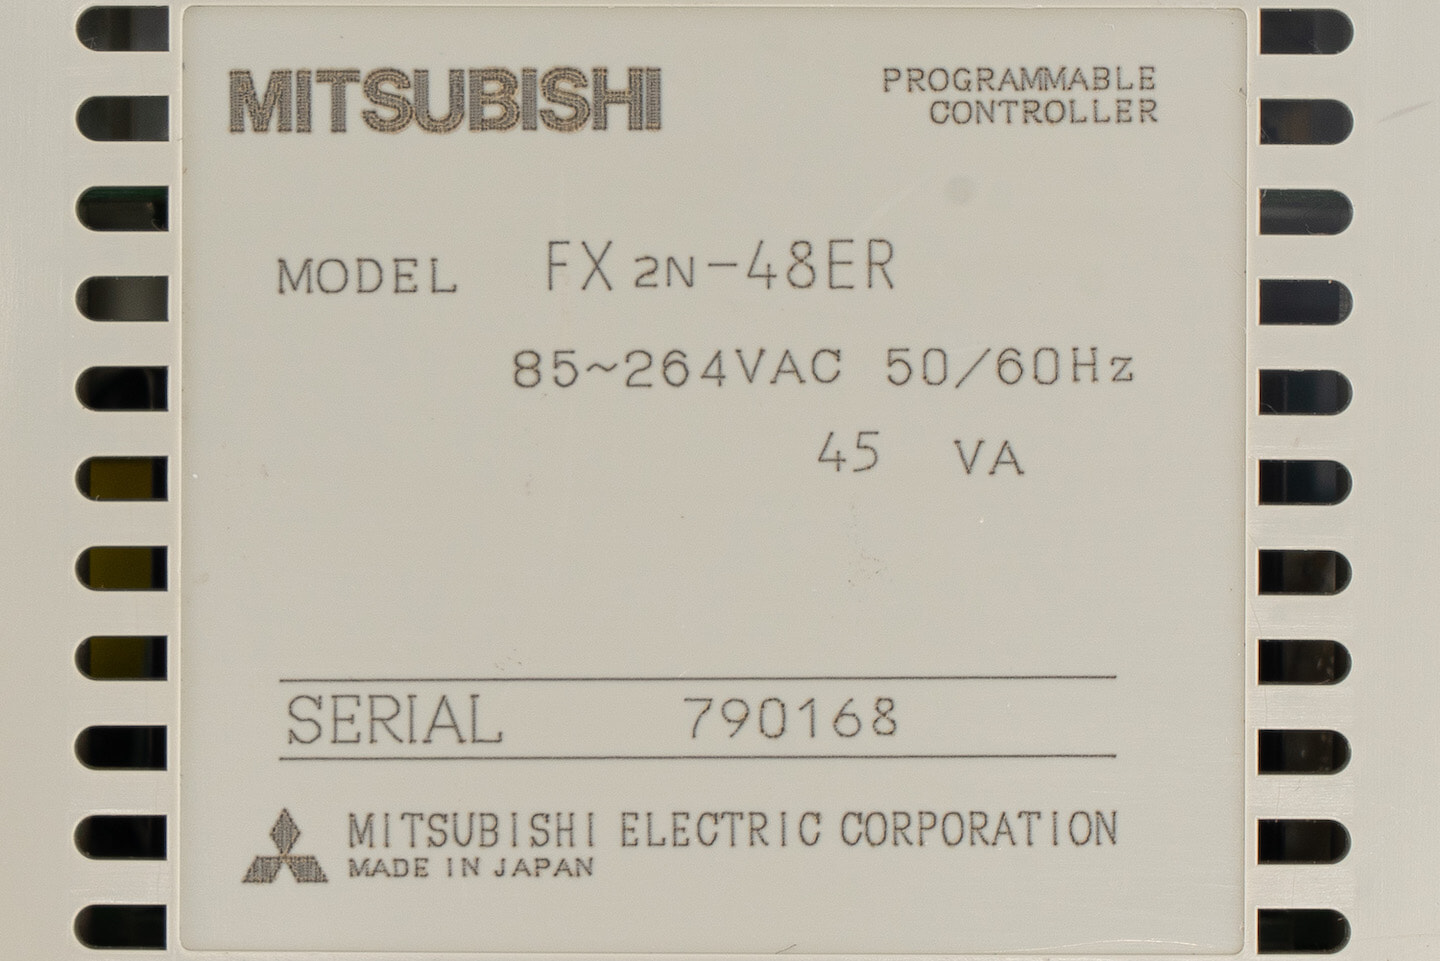 MITSUBISHI
PROGRAMMABLE
CONTROLLER
MODEL FX2N-48ER
85~264VAC 50/60Hz
45 VA
SERIAL 790168
MITSUBISHI ELECTRIC CORPORATION
MADE IN JAPAN